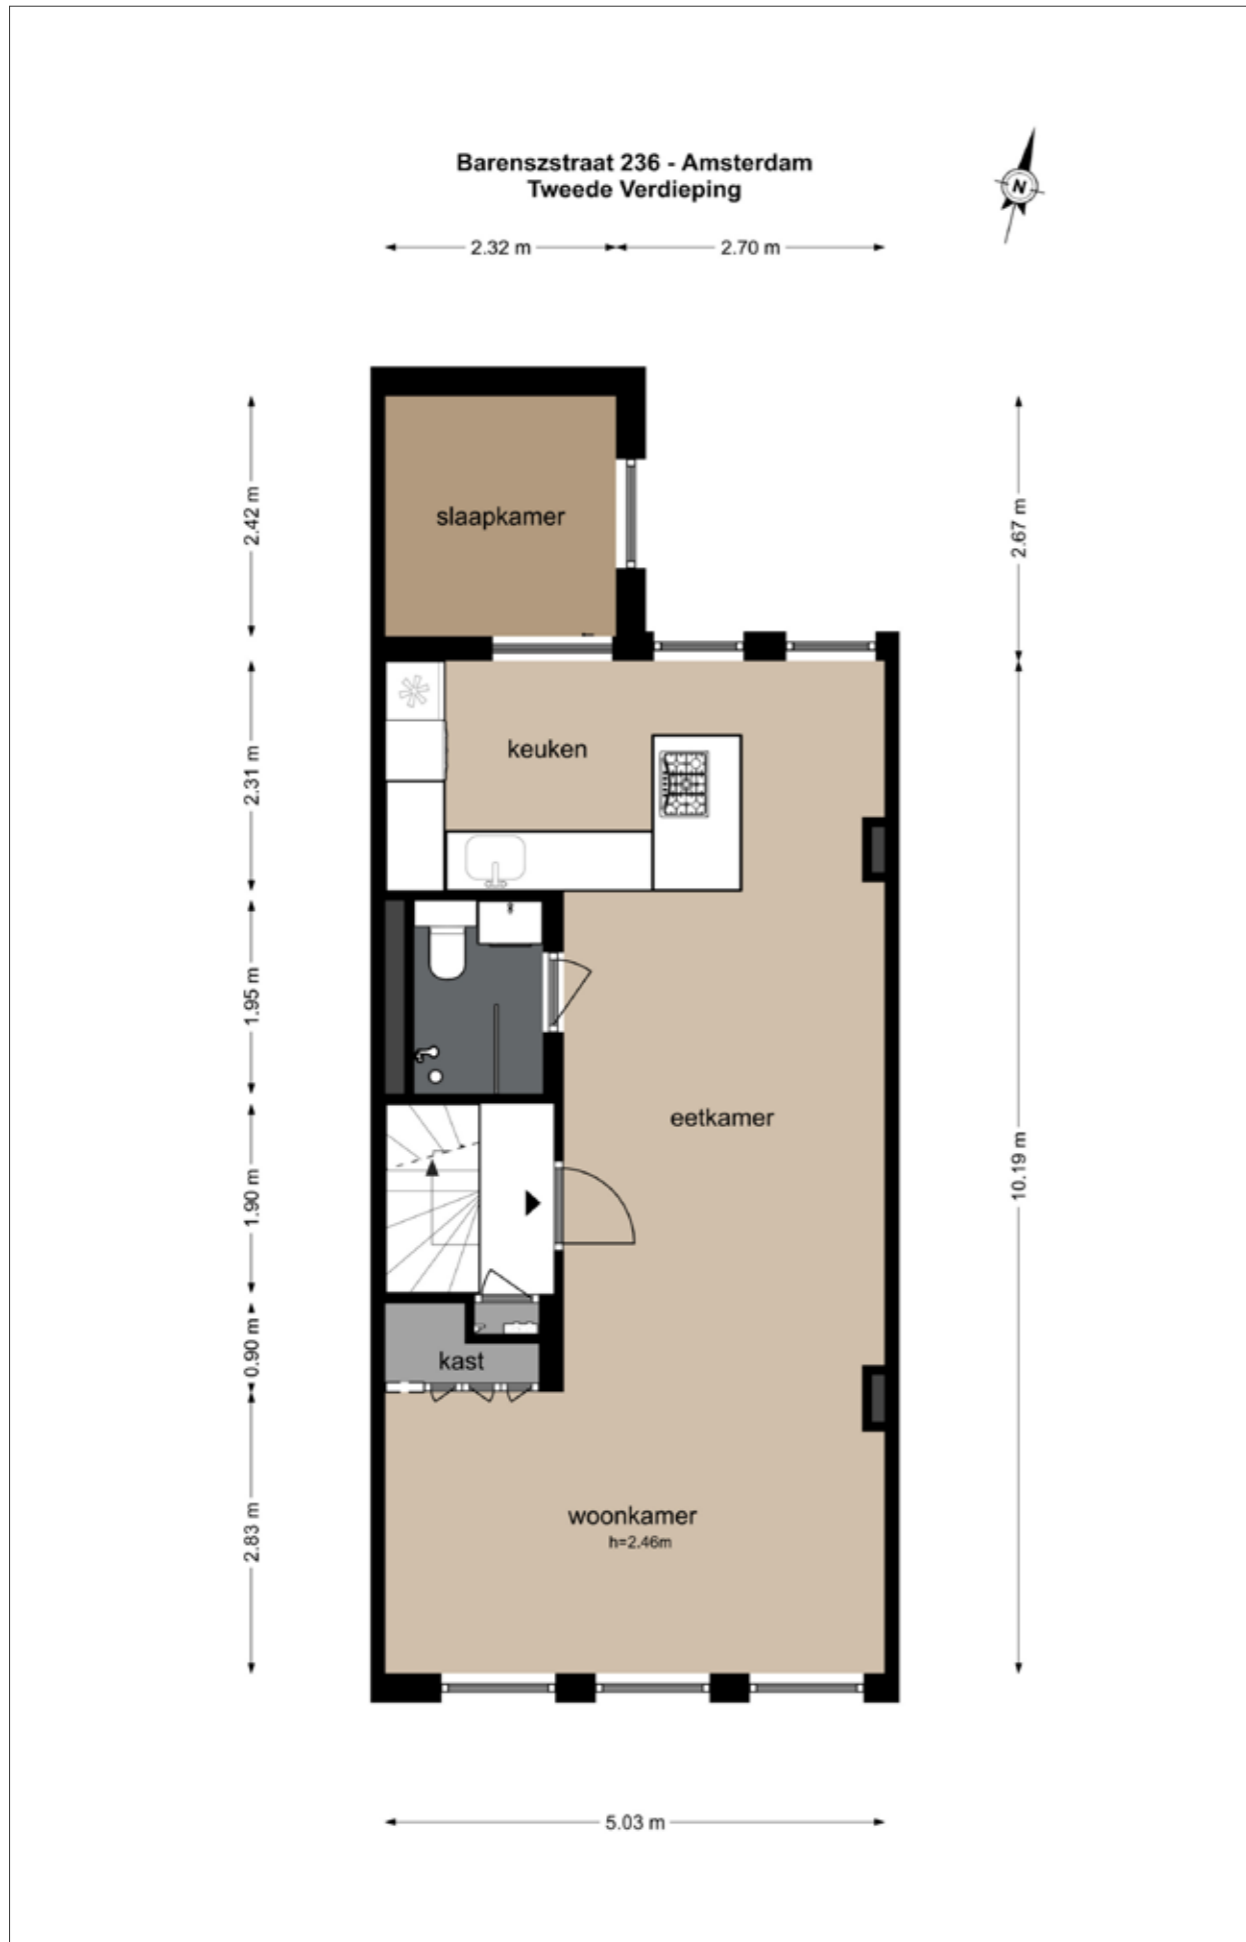 Barenszstraat 236 - Amsterdam
Tweede Verdieping
N
2.32 m
2.70 m
2.42 m
slaapkamer
2.67 m
2.31 m
keuken
1.95 m
eetkamer
10.19 m
1.90 m
0.90 m
kast
2.83 m
woonkamer
h=2.46m
5.03 m